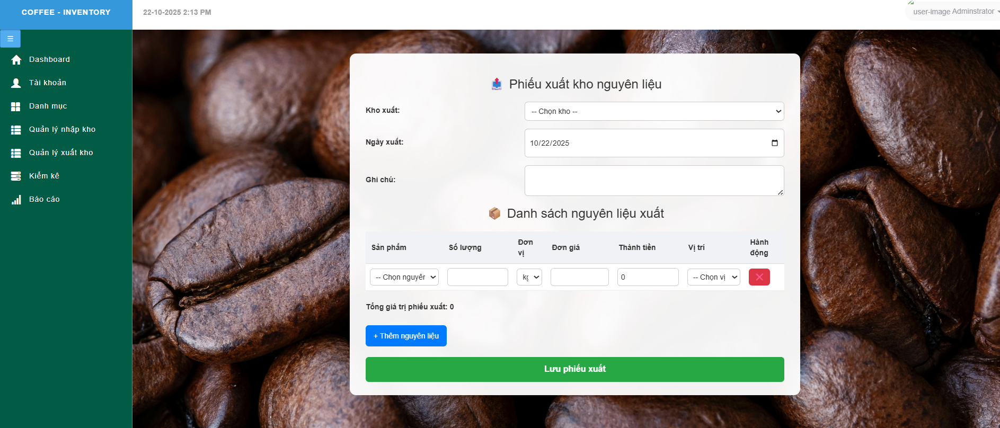 COFFEE - INVENTORY
22-10-2025 2:13 PM
user-image Adminstrator
Dashboard
Tài khoản
Danh mục
Quản lý nhập kho
Quản lý xuất kho
Kiểm kê
Báo cáo
Phiếu xuất kho nguyên liệu
Kho xuất:
-- Chọn kho --
Ngày xuất:
10/22/2025
Ghi chú:
Danh sách nguyên liệu xuất
Sản phẩm Số lượng Đơn vị Đơn giá Thành tiền Vị trí Hành động
-- Chọn nguyên kg 0 -- Chọn vị
Tổng giá trị phiếu xuất: 0
+ Thêm nguyên liệu
Lưu phiếu xuất